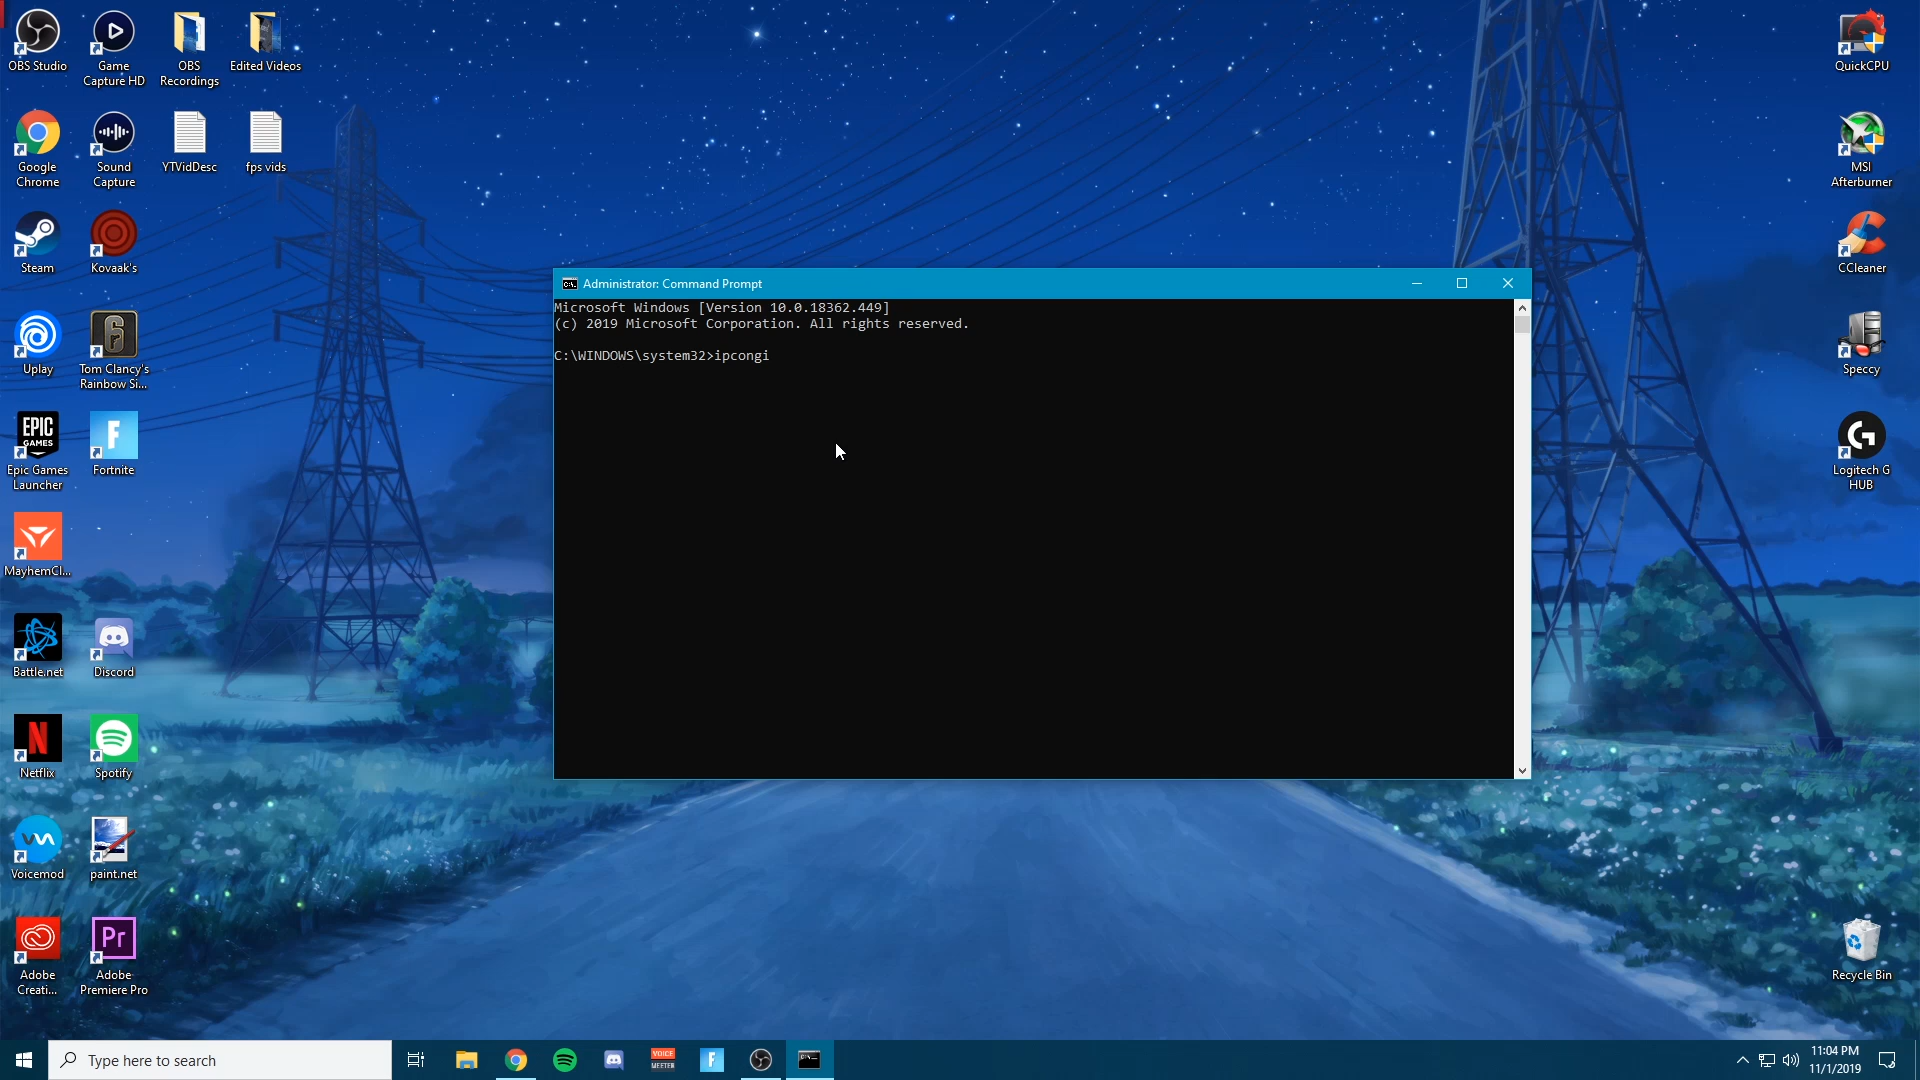 OBS Studio
Game
Capture HD
OBS
Recordings
Edited Videos
Google
Chrome
Sound
Capture
YTVidDesc
fps vids
Steam
Kovaak's
Uplay
6
Tom Clancy's
Rainbow Si...
EPIC
GAMES
Epic Games
Launcher
F
Fortnite
MayhemCl...
Battle.net
Discord
N
Netflix
Spotify
Voicemod
paint.net
Adobe
Creati...
Pr
Adobe
Premiere Pro
QuickCPU
MSI
Afterburner
CCleaner
Speccy
G
Logitech G
HUB
Recycle Bin
C:\.
Administrator: Command Prompt
Microsoft Windows [Version 10.0.18362.449]
(c) 2019 Microsoft Corporation. All rights reserved.
C:\WINDOWS\system32>ipcongi
Type here to search
VOICE
MEETER
F
11:04 PM
11/1/2019